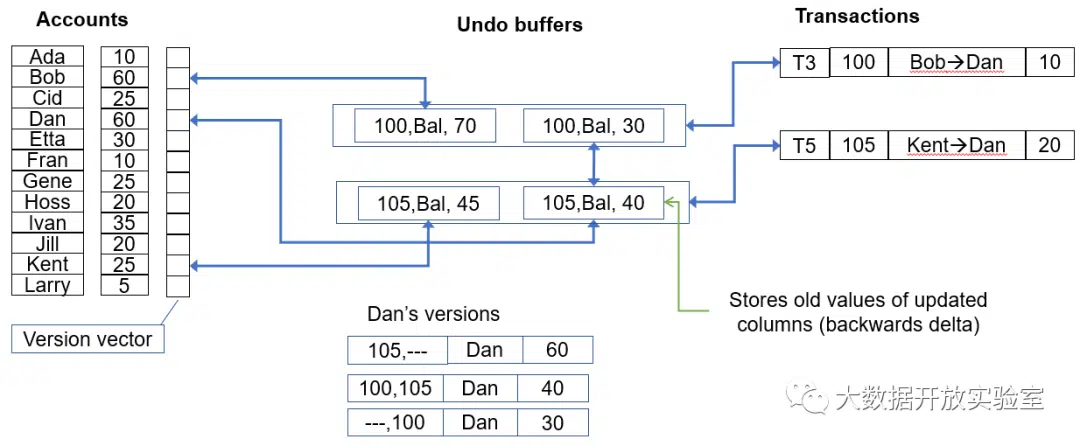 Accounts
Undo buffers
Transactions
Ada 10
Bob 60
Cid 25
Dan 60
Etta 30
Fran 10
Gene 25
Hoss 20
Ivan 35
Jill 20
Kent 25
Larry 5
Version vector
100,Bal, 70 100,Bal, 30
105,Bal, 45 105,Bal, 40
T3 100 Bob→Dan 10
T5 105 Kent→Dan 20
Stores old values of updated
columns (backwards delta)
Dan's versions
105,--- Dan 60
100,105 Dan 40
---,100 Dan 30
大数据开放实验室